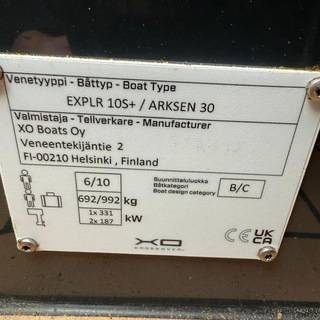 Venetyyppi - Båttyp - Boat Type
EXPLR 10S+ / ARKSEN 30
Valmistaja - Tellverkare - Manufacturer
XO Boats Oy
Veneentekijäntie 2
FI-00210 Helsinki , Finland
6/10
692/992 kg
1x 331
2x 187 kW
Suunnitteluluokka
Båtkategori
Boat design category
B/C
XO
CE UK
CA